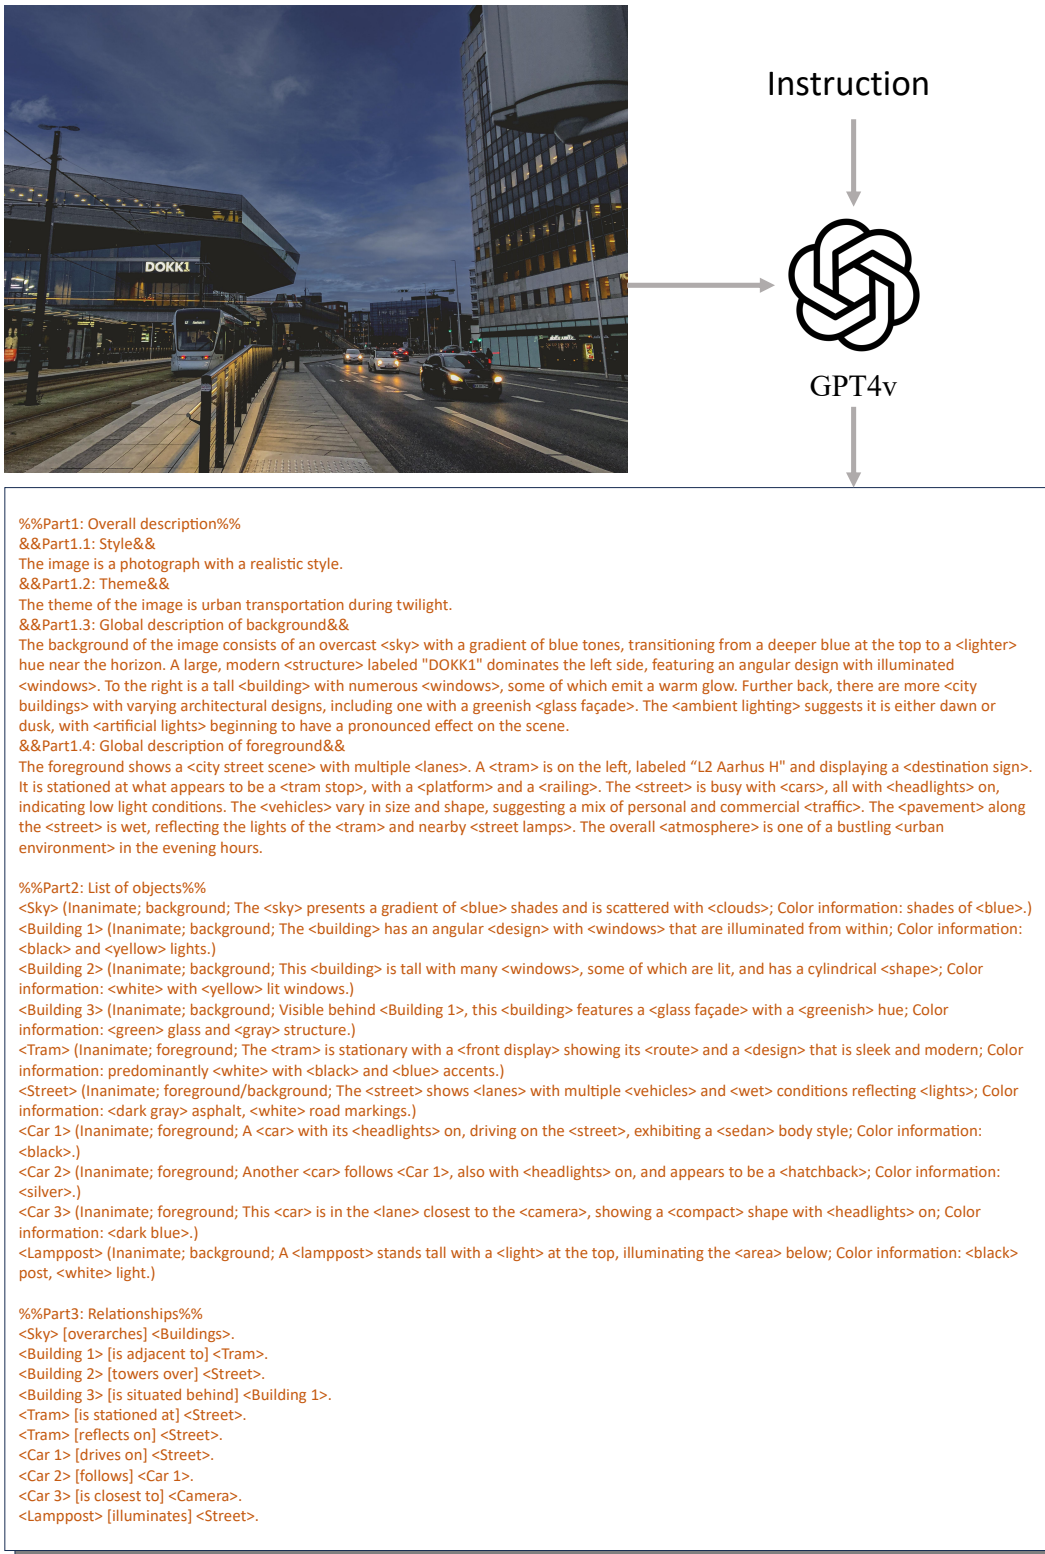 DOKK1
Instruction
GPT4v
%%Part1: Overall description%%
&&Part1.1: Style&&
The image is a photograph with a realistic style.
&&Part1.2: Theme&&
The theme of the image is urban transportation during twilight.
&&Part1.3: Global description of background&&
The background of the image consists of an overcast <sky> with a gradient of blue tones, transitioning from a deeper blue at the top to a <lighter>
hue near the horizon. A large, modern <structure> labeled "DOKK1" dominates the left side, featuring an angular design with illuminated
<windows>. To the right is a tall <building> with numerous <windows>, some of which emit a warm glow. Further back, there are more <city
buildings> with varying architectural designs, including one with a greenish <glass façade>. The <ambient lighting> suggests it is either dawn or
dusk, with <artificial lights> beginning to have a pronounced effect on the scene.
&&Part1.4: Global description of foreground&&
The foreground shows a <city street scene> with multiple <lanes>. A <tram> is on the left, labeled “L2 Aarhus H" and displaying a <destination sign>.
It is stationed at what appears to be a <tram stop>, with a <platform> and a <railing>. The <street> is busy with <cars>, all with <headlights> on,
indicating low light conditions. The <vehicles> vary in size and shape, suggesting a mix of personal and commercial <traffic>. The <pavement> along
the <street> is wet, reflecting the lights of the <tram> and nearby <street lamps>. The overall <atmosphere> is one of a bustling <urban
environment> in the evening hours.
%%Part2: List of objects%%
<Sky> (Inanimate; background; The <sky> presents a gradient of <blue> shades and is scattered with <clouds>; Color information: shades of <blue>.)
<Building 1> (Inanimate; background; The <building> has an angular <design> with <windows> that are illuminated from within; Color information:
<black> and <yellow> lights.)
<Building 2> (Inanimate; background; This <building> is tall with many <windows>, some of which are lit, and has a cylindrical <shape>; Color
information: <white> with <yellow> lit windows.)
<Building 3> (Inanimate; background; Visible behind <Building 1>, this <building> features a <glass façade> with a <greenish> hue; Color
information: <green> glass and <gray> structure.)
<Tram> (Inanimate; foreground; The <tram> is stationary with a <front display> showing its <route> and a <design> that is sleek and modern; Color
information: predominantly <white> with <black> and <blue> accents.)
<Street> (Inanimate; foreground/background; The <street> shows <lanes> with multiple <vehicles> and <wet> conditions reflecting <lights>; Color
information: <dark gray> asphalt, <white> road markings.)
<Car 1> (Inanimate; foreground; A <car> with its <headlights> on, driving on the <street>, exhibiting a <sedan> body style; Color information:
<black>.)
<Car 2> (Inanimate; foreground; Another <car> follows <Car 1>, also with <headlights> on, and appears to be a <hatchback>; Color information:
<silver>.)
<Car 3> (Inanimate; foreground; This <car> is in the <lane> closest to the <camera>, showing a <compact> shape with <headlights> on; Color
information: <dark blue>.)
<Lamppost> (Inanimate; background; A <lamppost> stands tall with a <light> at the top, illuminating the <area> below; Color information: <black>
post, <white> light.)
%%Part3: Relationships%%
<Sky> [overarches] <Buildings>.
<Building 1> [is adjacent to] <Tram>.
<Building 2> [towers over] <Street>.
<Building 3> [is situated behind] <Building 1>.
<Tram> [is stationed at] <Street>.
<Tram> [reflects on] <Street>.
<Car 1> [drives on] <Street>.
<Car 2> [follows] <Car 1>.
<Car 3> [is closest to] <Camera>.
<Lamppost> [illuminates] <Street>.